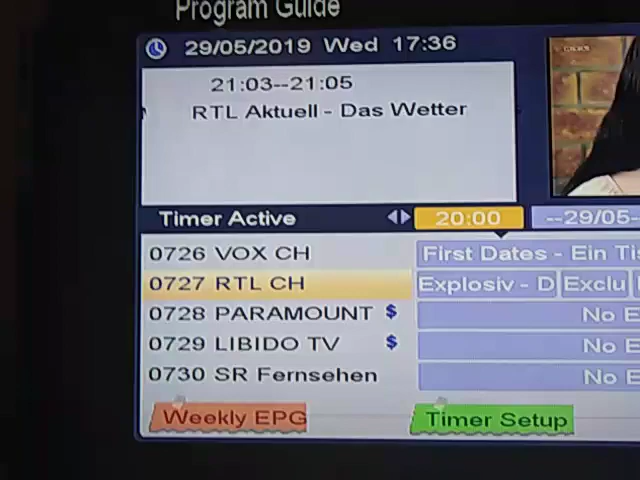 Program Guide
29/05/2019 Wed 17:36
21:03--21:05
RTL Aktuell - Das Wetter
Timer Active 20:00 --29/05-
0726 VOX CH First Dates - Ein Tis
0727 RTL CH Explosiv - D Exclu
0728 PARAMOUNT $ No E
0729 LIBIDO TV $ No E
0730 SR Fernsehen No E
Weekly EPG Timer Setup